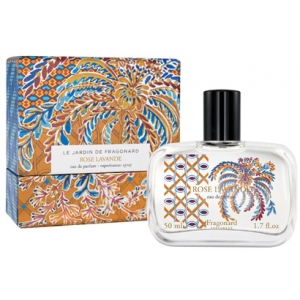 LE JARDIN DE FRAGONARD
ROSE LAVANDE
eau de parfum - vaporisateur spray
ROSE LAVANDE
eau de parfum
50 ml
Fragonard
1.7 fl.oz